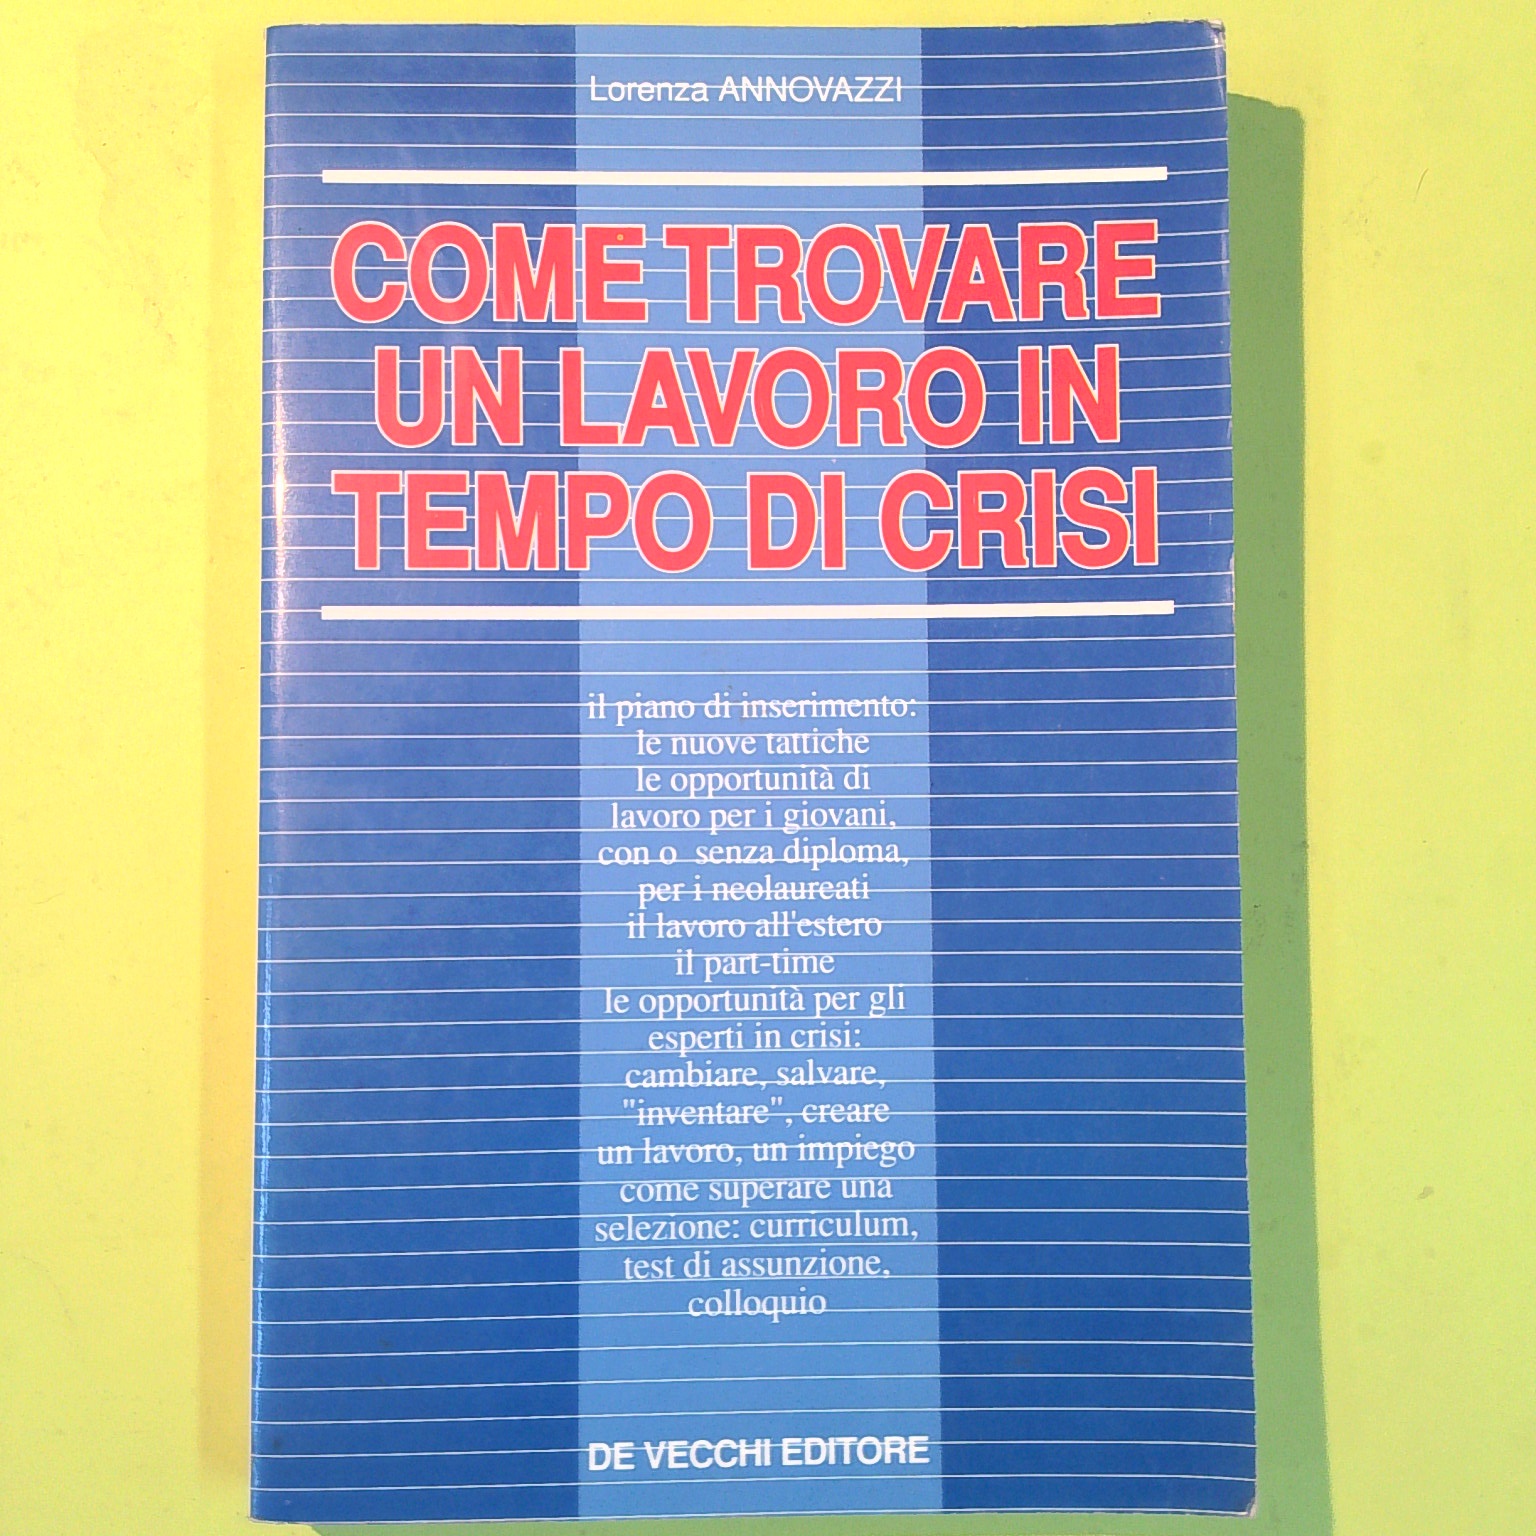 Lorenza ANNOVAZZI
COME TROVARE
UN LAVORO IN
TEMPO DI CRISI
il piano di inserimento:
le nuove tattiche
le opportunità di
lavoro per i giovani,
con o senza diploma,
per i neolaureati
il lavoro all'estero
il part-time
le opportunità per gli
esperti in crisi:
cambiare, salvare,
"inventare", creare
un lavoro, un impiego
come superare una
selezione: curriculum,
test di assunzione,
colloquio
DE VECCHI EDITORE